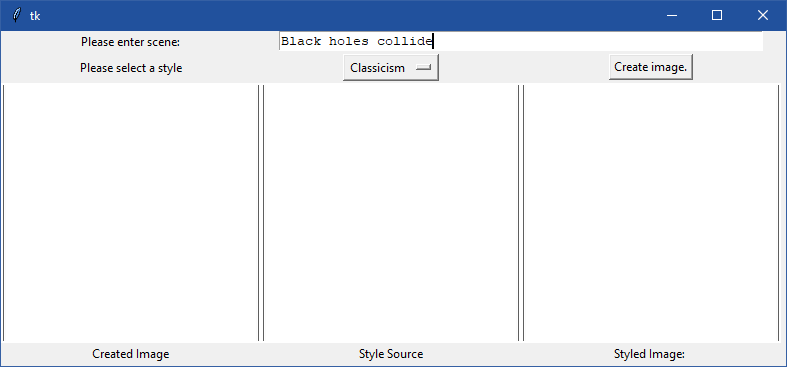 tk
Please enter scene: Black holes collide
Please select a style Classicism Create image.
Created Image Style Source Styled Image: